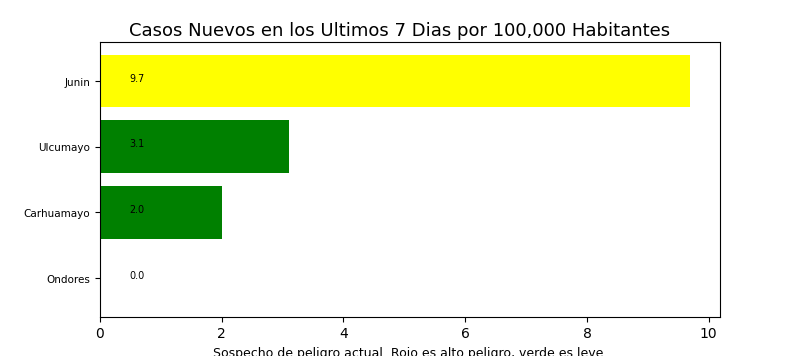 Casos Nuevos en los Ultimos 7 Dias por 100,000 Habitantes
Junin
9.7
Ulcumayo
3.1
Carhuamayo
2.0
Ondores
0.0
0 2 4 6 8 10
Sospecho de peligro actual. Rojo es alto peligro, verde es leve